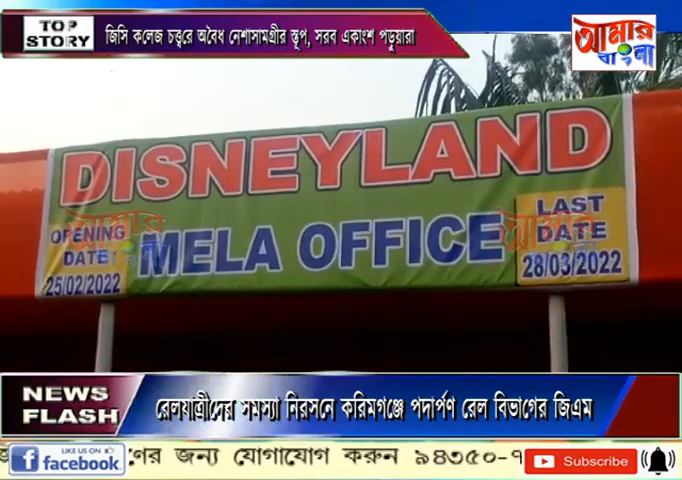 TOP STORY
জিসি কলেজ চত্ত্বরে অবৈধ নেশাসামগ্রীর স্তূপ, সরব একাংশ পড়ুয়ারা
আমার বাংলা
DISNEYLAND
MELA OFFICE
OPENING
DATE
25/02/2022
LAST
DATE
28/03/2022
NEWS FLASH
রেলযাত্রীদের সমস্যা নিরসনে করিমগঞ্জে পদার্পণ রেল বিভাগের জিএম
LIKE US ON
facebook
ণের জন্য যোগাযোগ করুন ৯৪৩৫০-৭
Subscribe